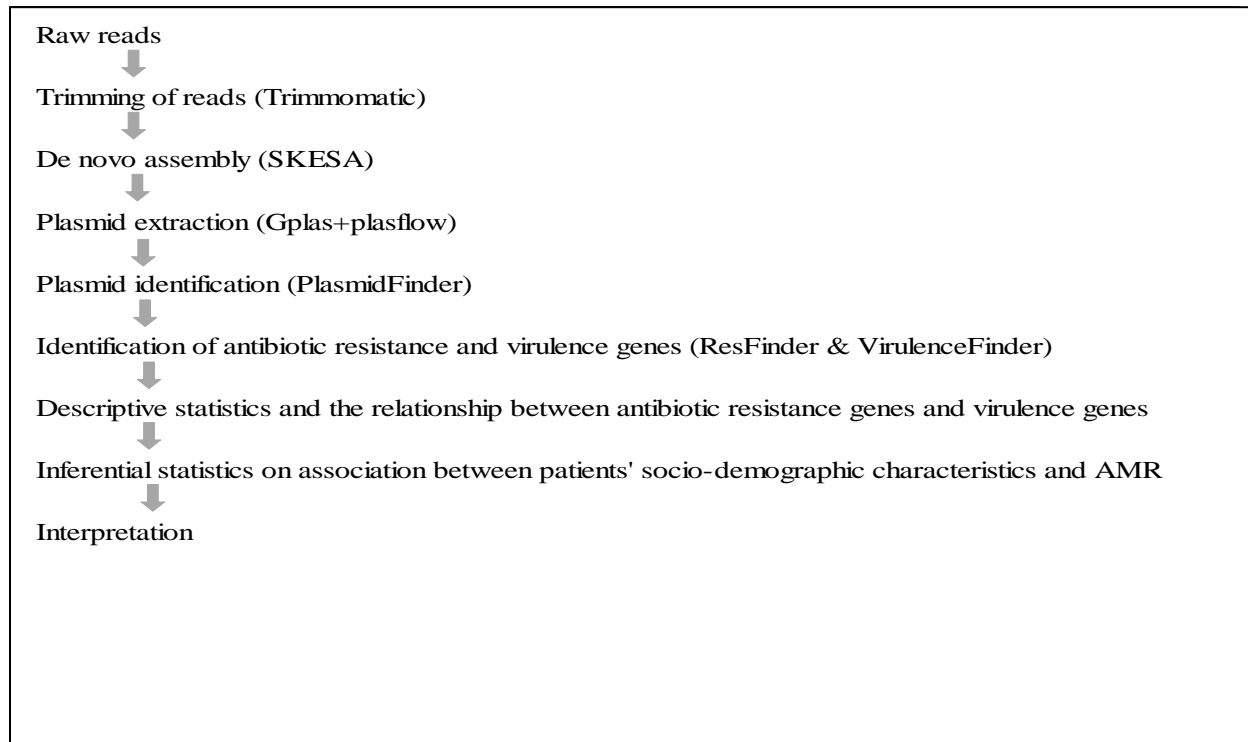 Raw reads
Trimming of reads (Trimmomatic)
De novo assembly (SKESA)
Plasmid extraction (Gplas+plasflow)
Plasmid identification (PlasmidFinder)
Identification of antibiotic resistance and virulence genes (ResFinder & VirulenceFinder)
Descriptive statistics and the relationship between antibiotic resistance genes and virulence genes
Inferential statistics on association between patients' socio-demographic characteristics and AMR
Interpretation